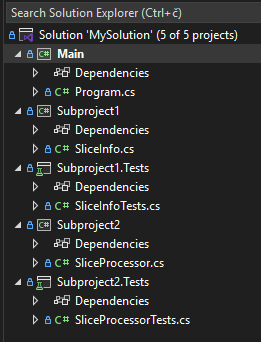 Search Solution Explorer (Ctrl+č)
Solution 'MySolution' (5 of 5 projects)
C# Main
Dependencies
C# Program.cs
C# Subproject1
Dependencies
C# SliceInfo.cs
Subproject1.Tests
Dependencies
C# SliceInfoTests.cs
C# Subproject2
Dependencies
C# SliceProcessor.cs
Subproject2.Tests
Dependencies
C# SliceProcessorTests.cs